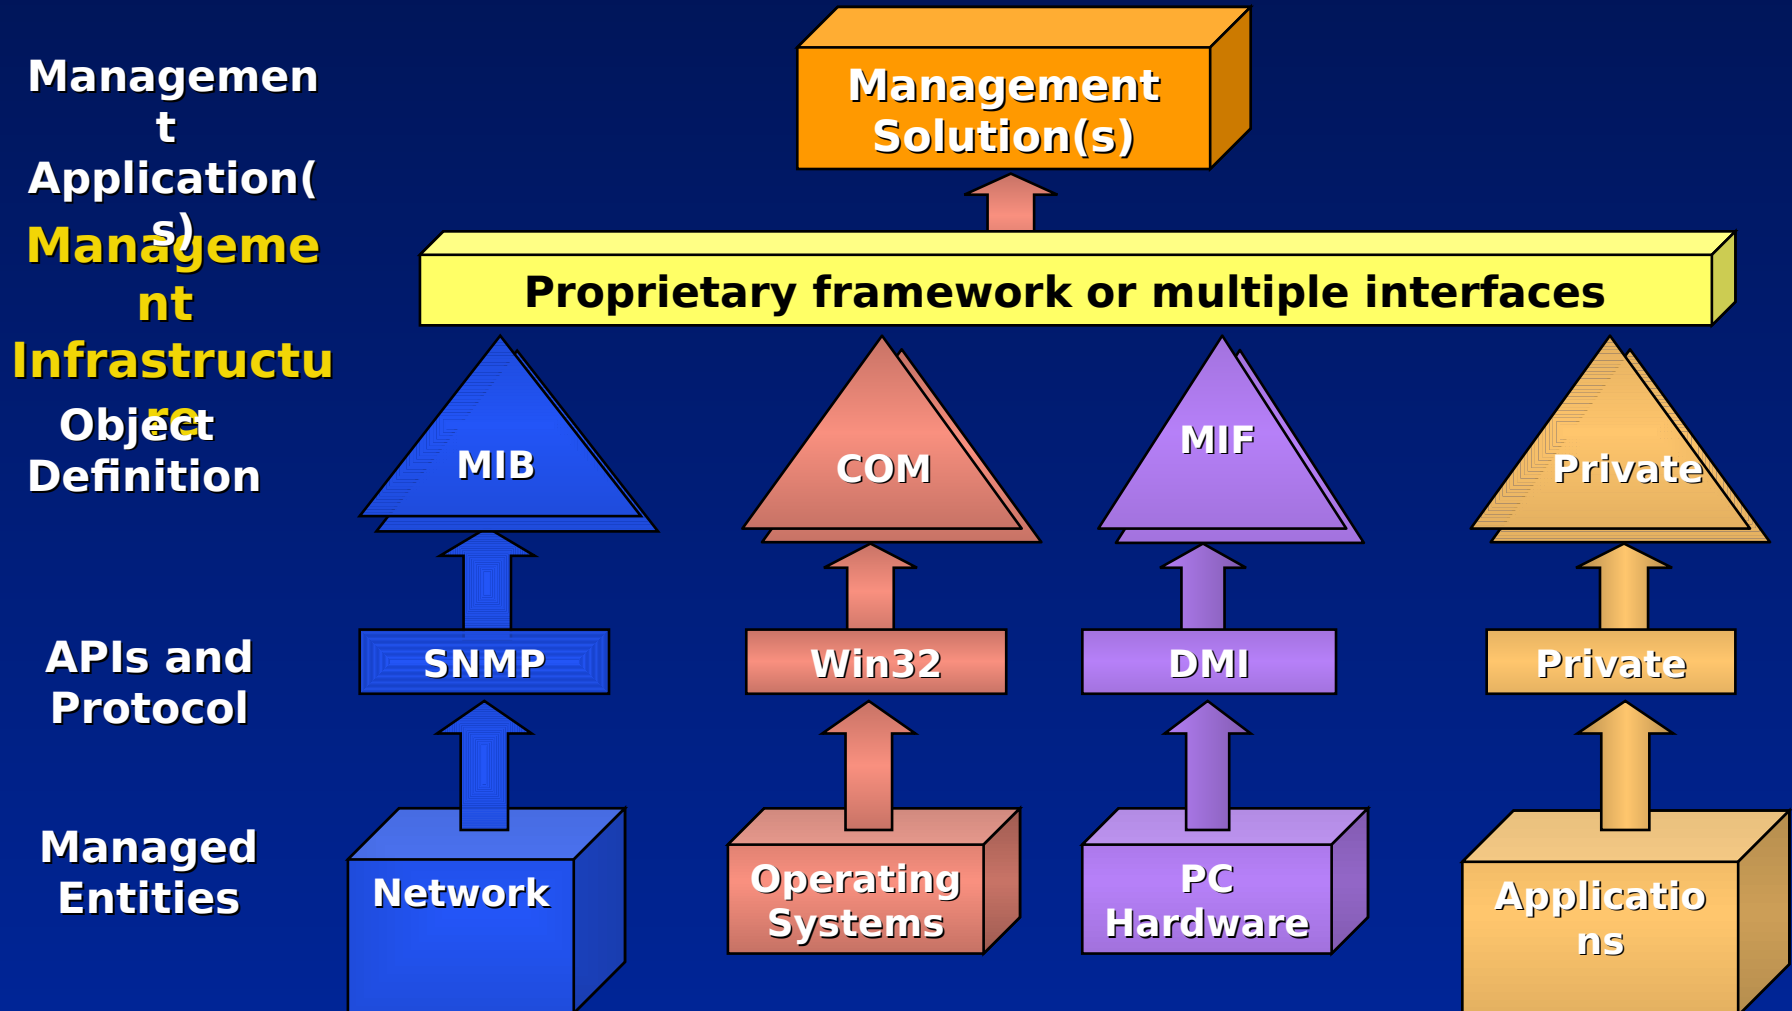 Managemen
t
Application(
s)
Management
Solution(s)
Manageme
nt
Infrastructu
re
Proprietary framework or multiple interfaces
Object
Definition
MIB
COM
MIF
Private
APIs and
Protocol
SNMP
Win32
DMI
Private
Managed
Entities
Network
Operating
Systems
PC
Hardware
Applicatio
ns